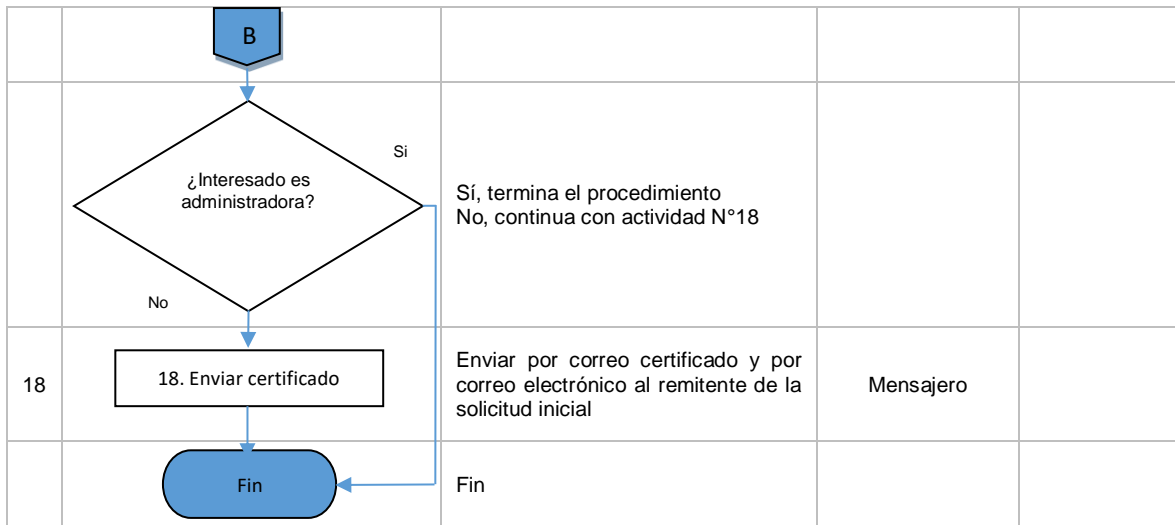 B
Si
¿Interesado es
administradora?
No
Sí, termina el procedimiento
No, continua con actividad N°18
18
18. Enviar certificado
Enviar por correo certificado y por
correo electrónico al remitente de la
solicitud inicial
Mensajero
Fin
Fin